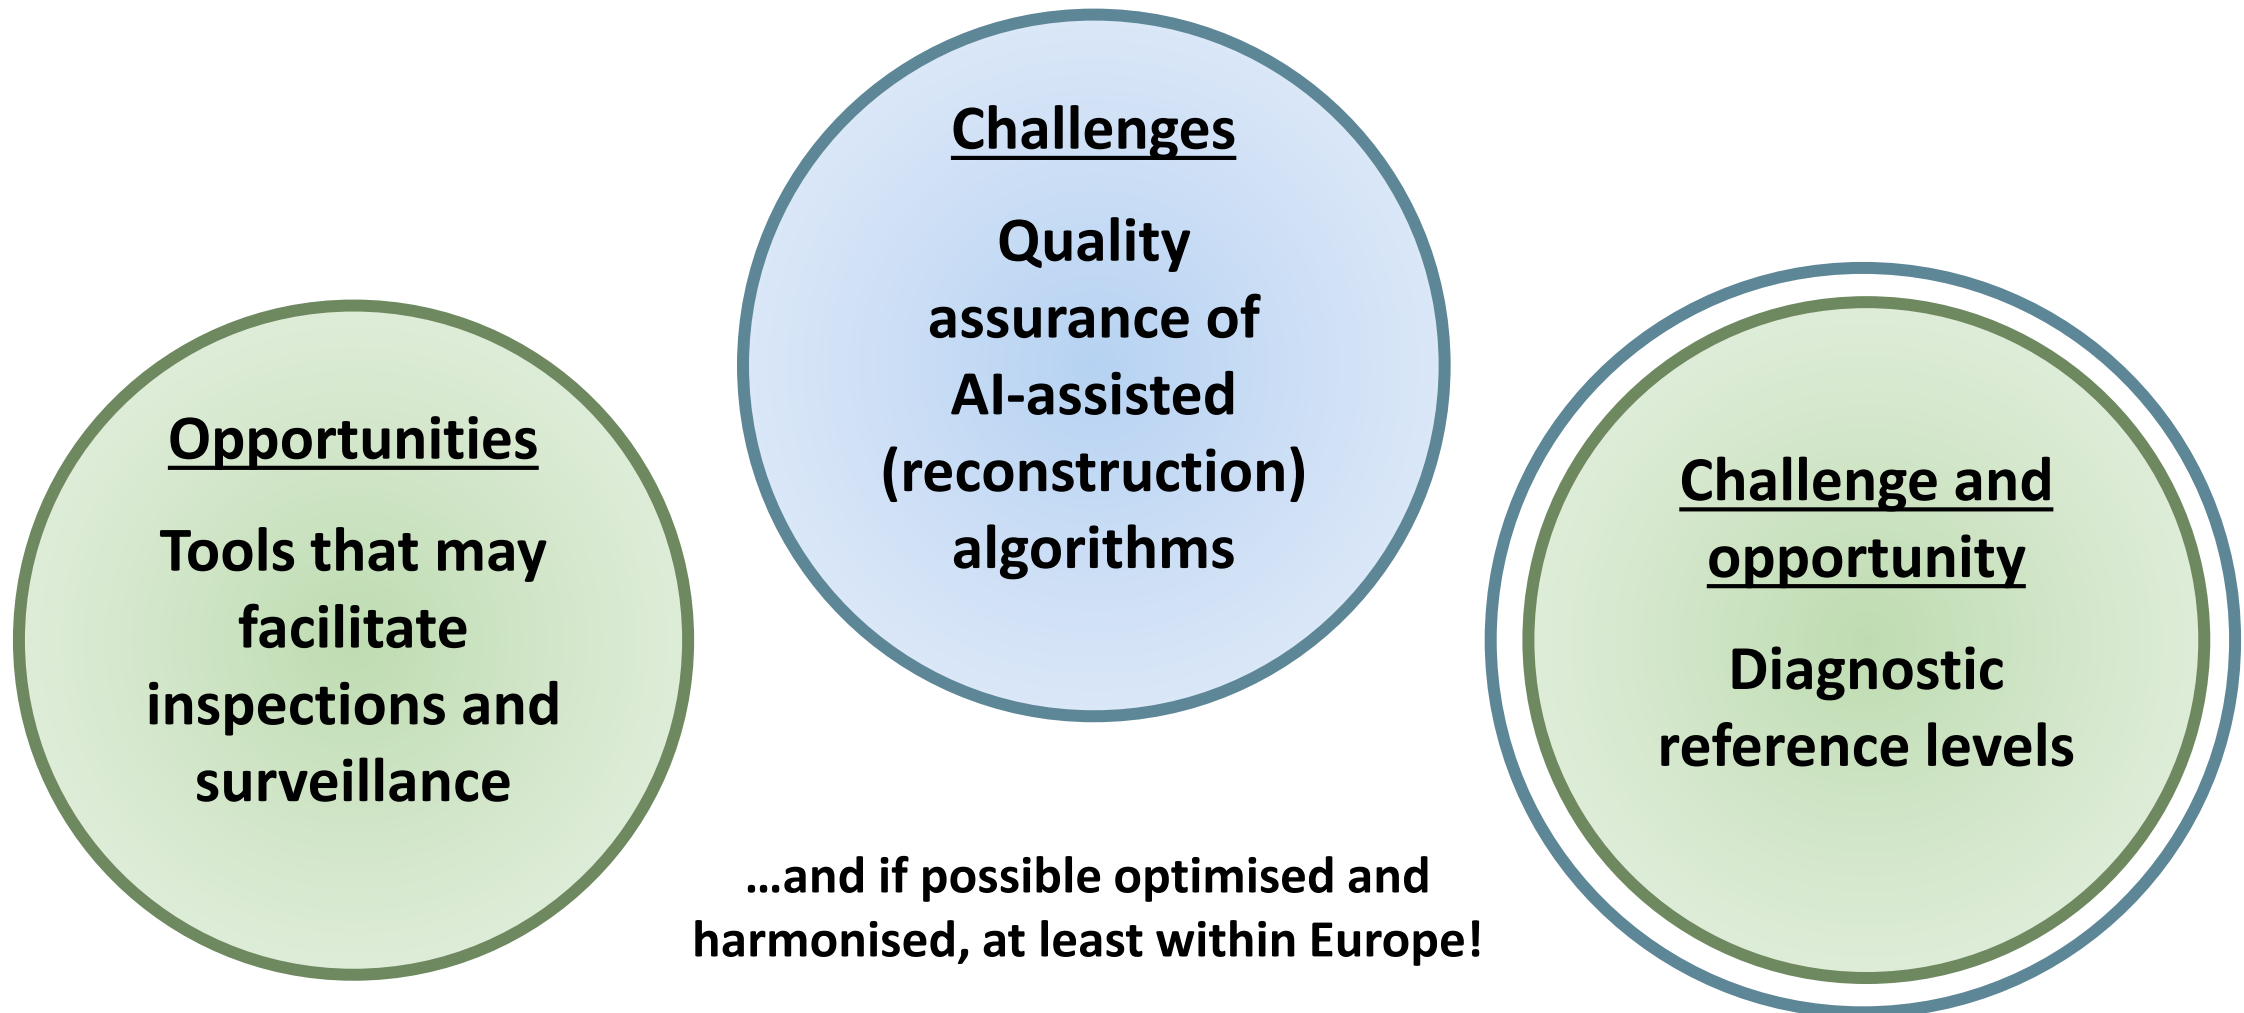 Opportunities
Tools that may
facilitate
inspections and
surveillance
Challenges
Quality
assurance of
AI-assisted
(reconstruction)
algorithms
Challenge and
opportunity
Diagnostic
reference levels
...and if possible optimised and
harmonised, at least within Europe!